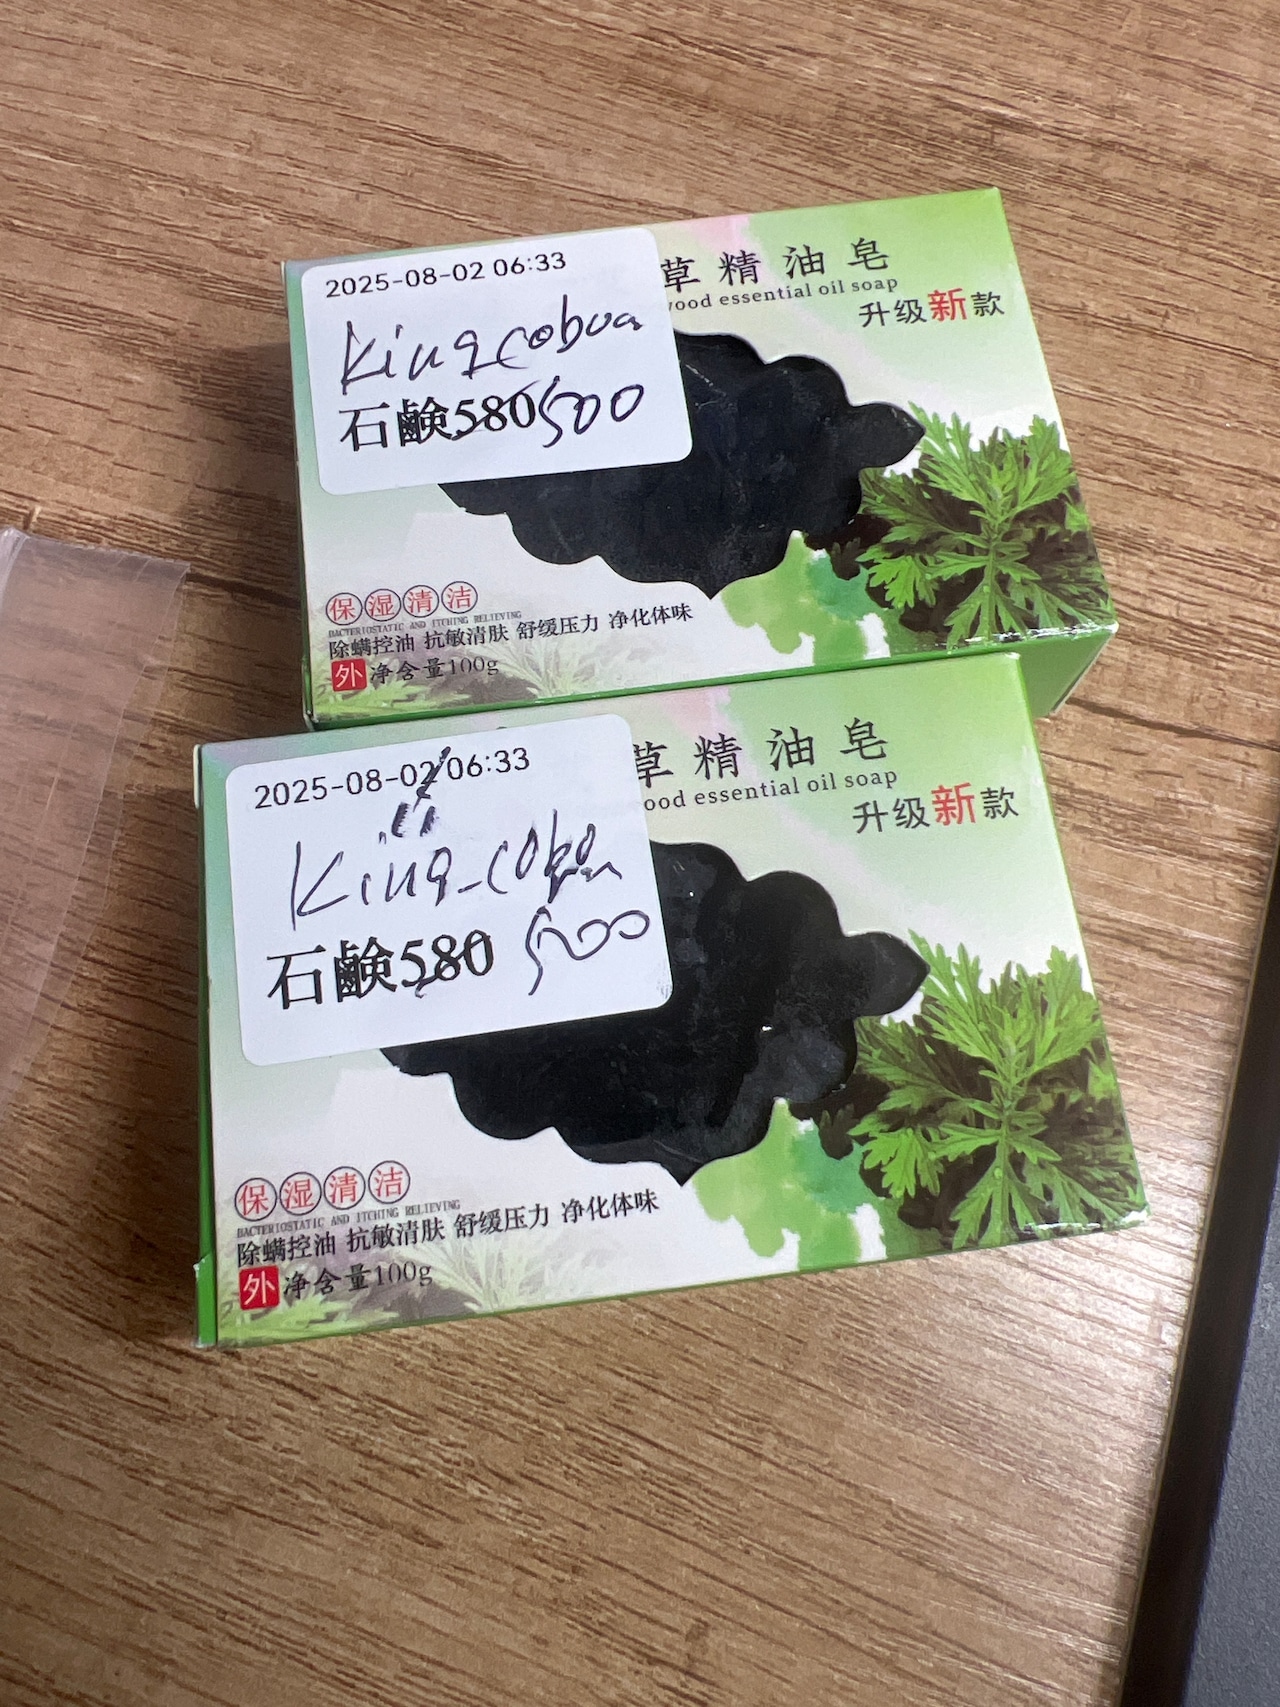 2025-08-02 06:33
King cobua
石鹸580 500
草精油皂
wood essential oil soap
升级新款
保湿清洁
BACTERIOSTATIC AND ITCHING RELIEVING
除螨控油 抗敏清肤 舒缓压力 净化体味
外 净含量100g
2025-08-02 06:33
King-coba
石鹸580 500
草精油皂
ood essential oil soap
升级新款
保湿清洁
BACTERIOSTATIC AND ITCHING RELIEVING
除螨控油 抗敏清肤 舒缓压力 净化体味
外 净含量100g